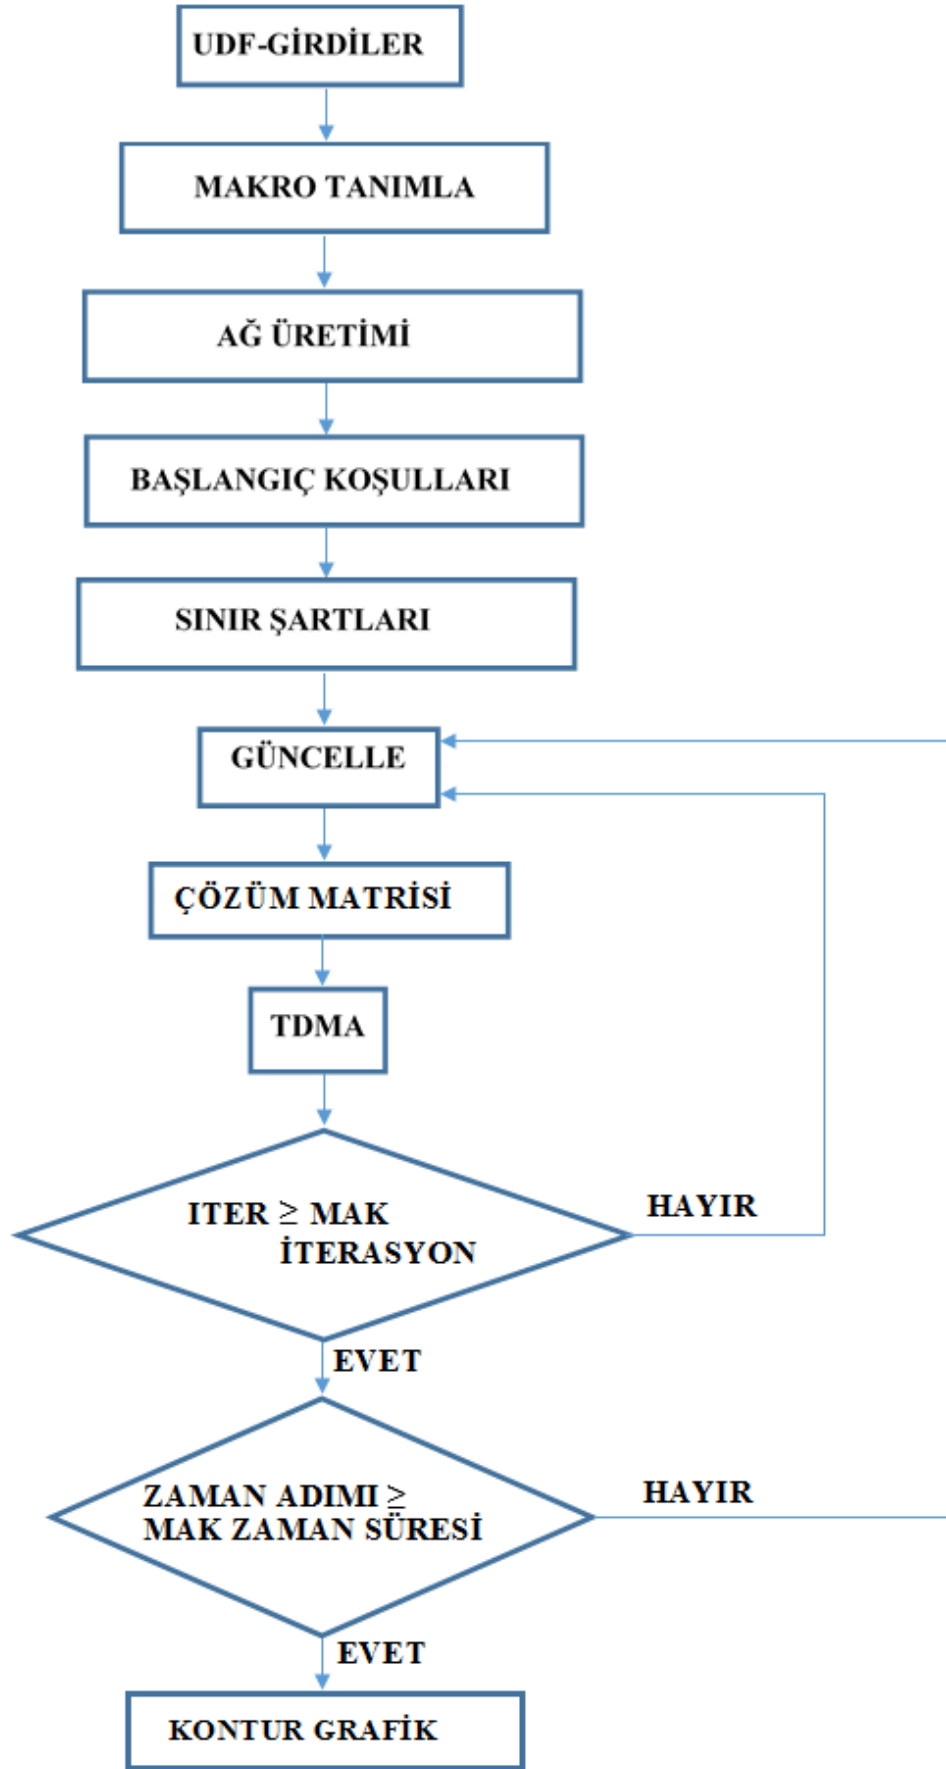 UDF-GİRDİLER
MAKRO TANIMLA
AĞ ÜRETİMİ
BAŞLANGIÇ KOŞULLARI
SINIR ŞARTLARI
GÜNCELLE
ÇÖZÜM MATRİSİ
TDMA
ITER ≥ MAK
İTERASYON
HAYIR
EVET
ZAMAN ADIMI ≥
MAK ZAMAN SÜRESİ
HAYIR
EVET
KONTUR GRAFİK